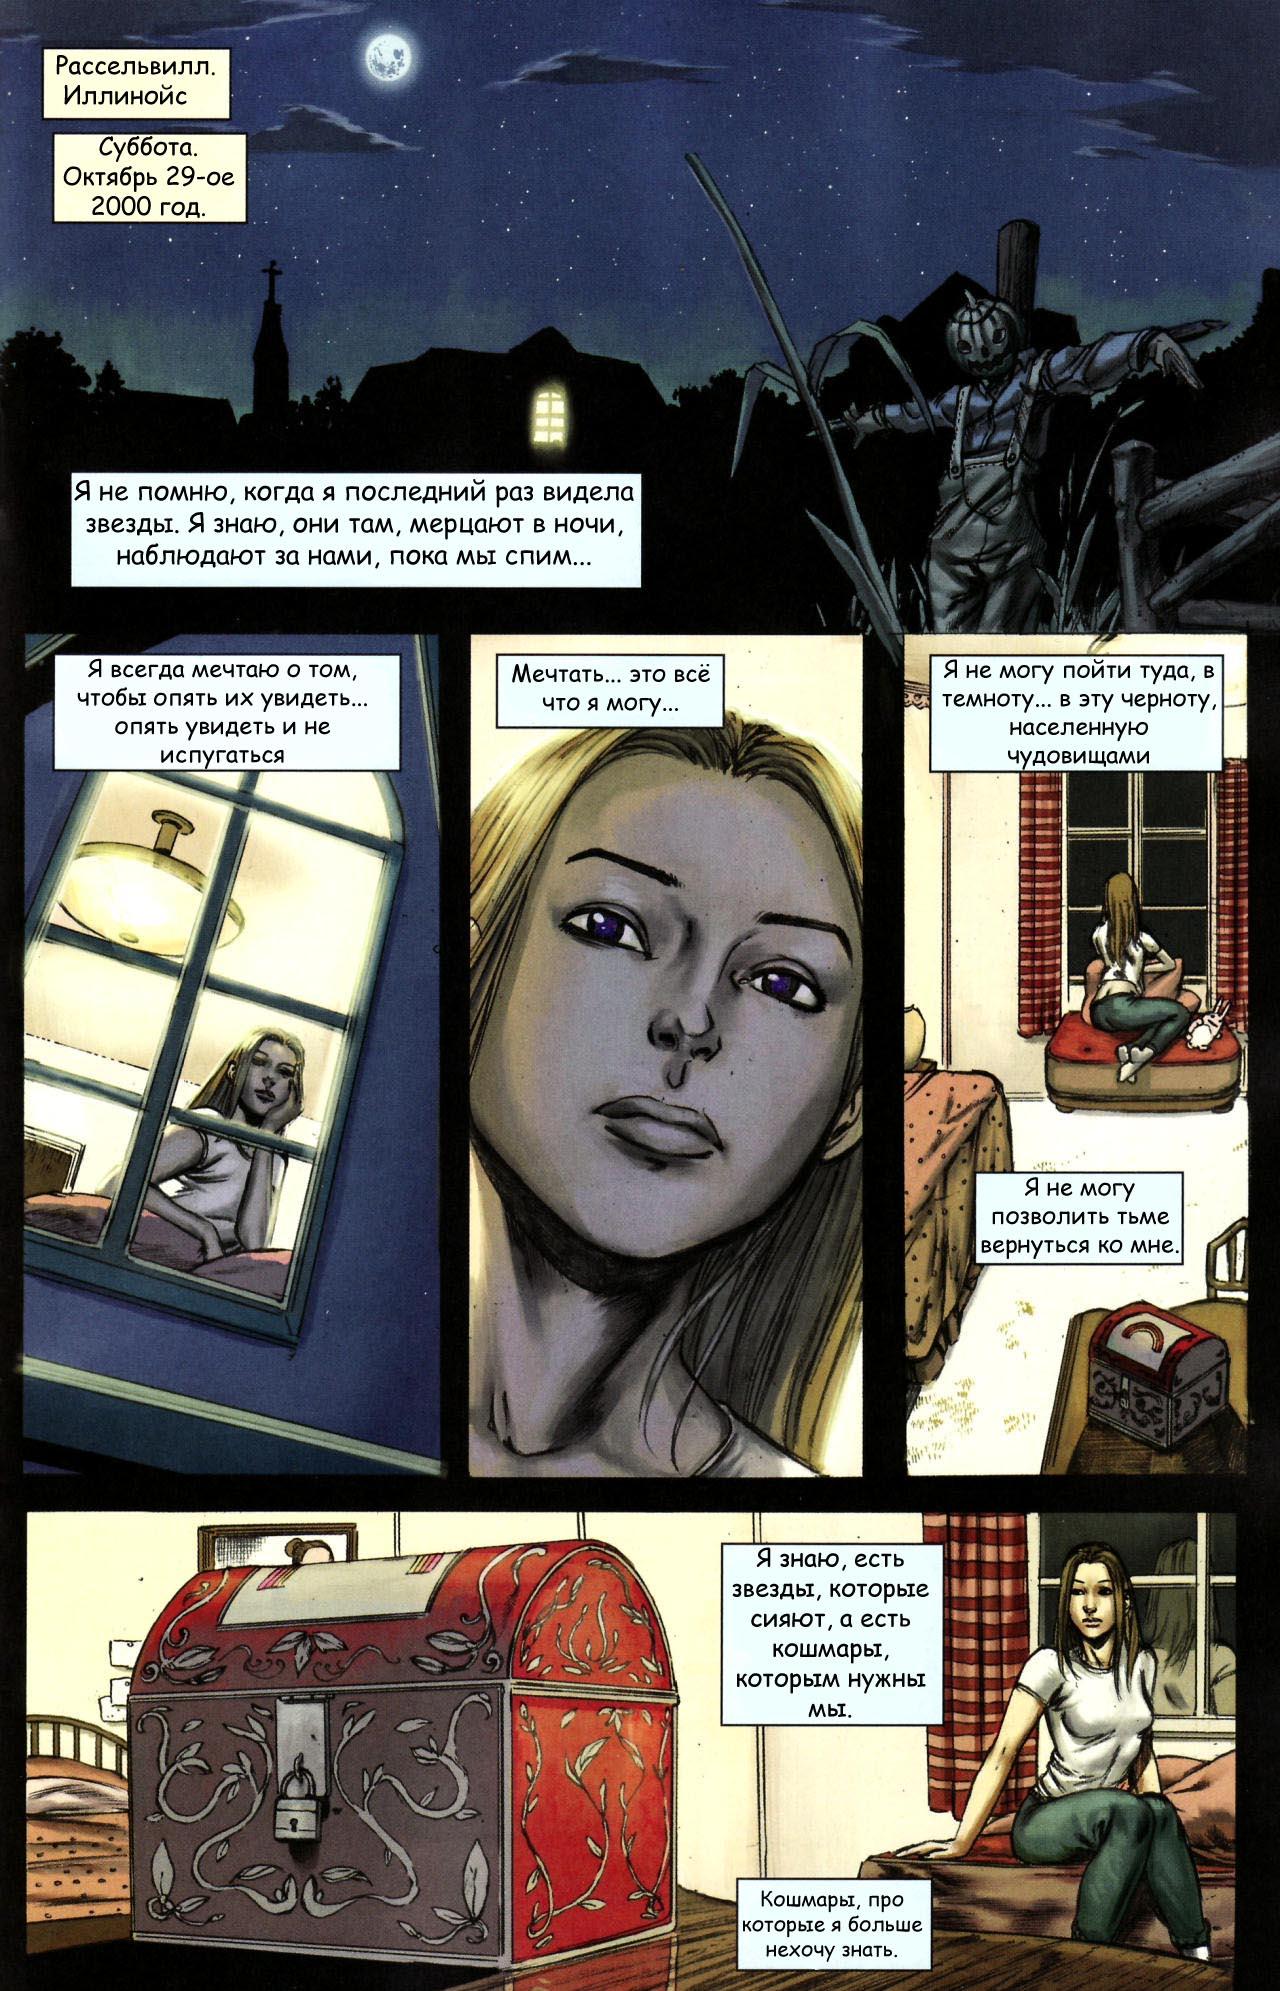 Рассельвилл.
Иллинойс
Суббота.
Октябрь 29-ое
2000 год.
Я не помню, когда я последний раз видела
звезды. Я знаю, они там, мерцают в ночи,
наблюдают за нами, пока мы спим...
Я всегда мечтаю о том,
чтобы опять их увидеть...
опять увидеть и не
испугаться
Мечтать... это всё
что я могу...
Я не могу пойти туда, в
темноту... в эту черноту,
населенную
чудовищами
Я не могу
позволить тьме
вернуться ко мне.
Я знаю, есть
звезды, которые
сияют, а есть
кошмары,
которым нужны
мы.
Кошмары, про
которые я больше
нехочу знать.